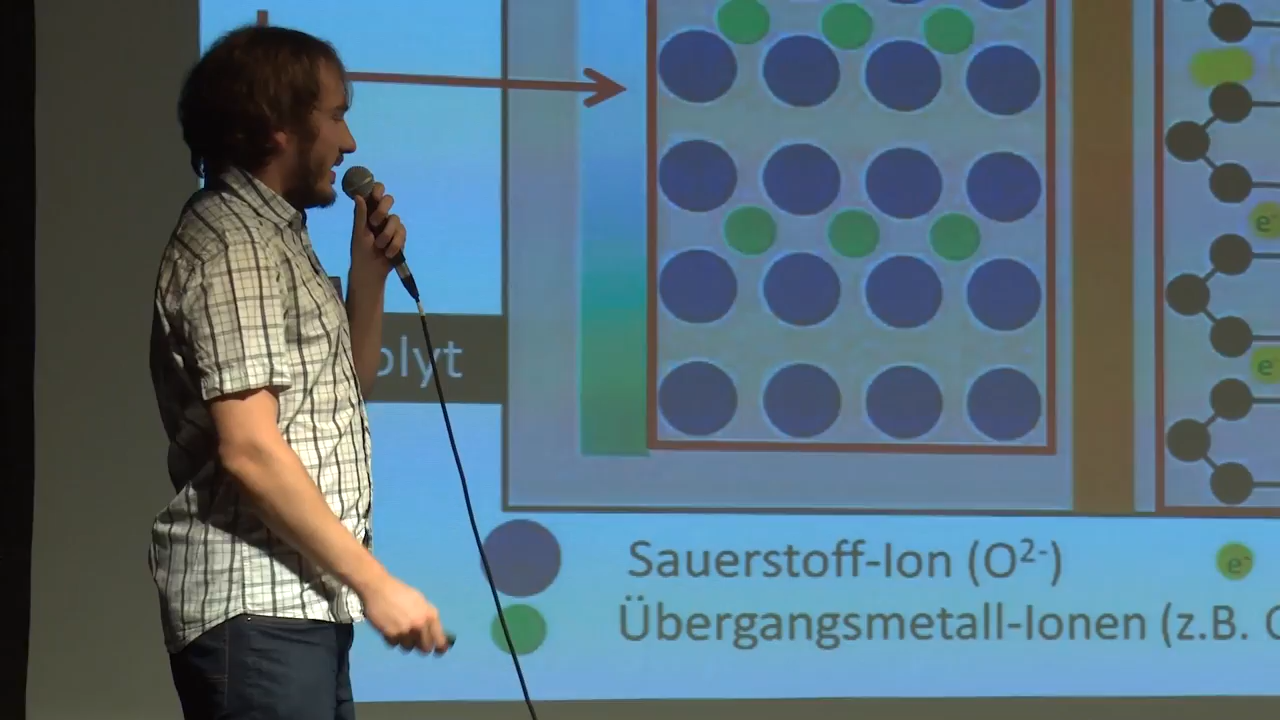 olyt
e⁻
e
Sauerstoff-Ion (O²⁻)
e⁻
Übergangsmetall-Ionen (z.B.